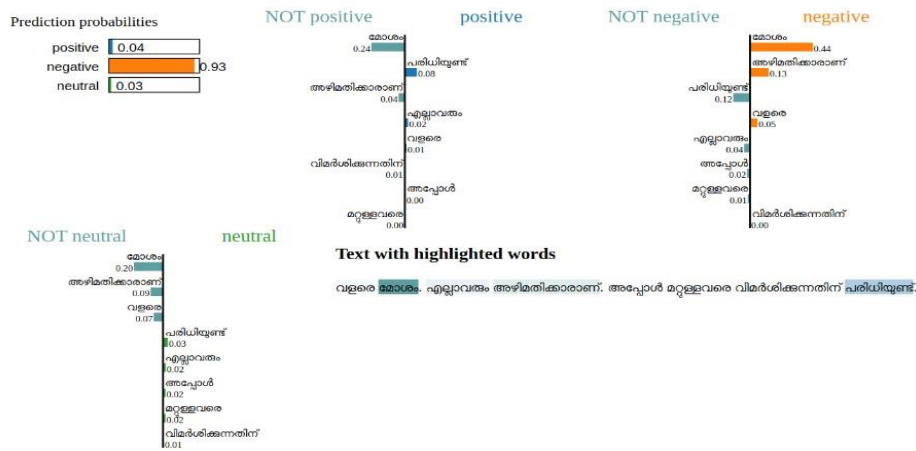 Prediction probabilities
positive 0.04
negative 0.93
neutral 0.03
NOT positive positive
മോശം
0.24
പരിധിയുണ്ട്
0.08
അഴിമതിക്കാരാണ്
0.04
എല്ലാവരും
0.02
വളരെ
0.01
വിമർശിക്കുന്നതിന്
0.01
അപ്പോൾ
0.00
മറ്റുള്ളവരെ
0.00
NOT negative negative
മോശം
0.44
അഴിമതിക്കാരാണ്
0.13
പരിധിയുണ്ട്
0.12
വളരെ
0.05
എല്ലാവരും
0.04
അപ്പോൾ
0.02
മറ്റുള്ളവരെ
0.01
വിമർശിക്കുന്നതിന്
0.00
NOT neutral neutral
മോശം
0.20
അഴിമതിക്കാരാണ്
0.09
വളരെ
0.07
പരിധിയുണ്ട്
0.03
എല്ലാവരും
0.02
അപ്പോൾ
0.02
മറ്റുള്ളവരെ
0.02
വിമർശിക്കുന്നതിന്
0.01
Text with highlighted words
വളരെ മോശം. എല്ലാവരും അഴിമതിക്കാരാണ്. അപ്പോൾ മറ്റുള്ളവരെ വിമർശിക്കുന്നതിന് പരിധിയുണ്ട്.